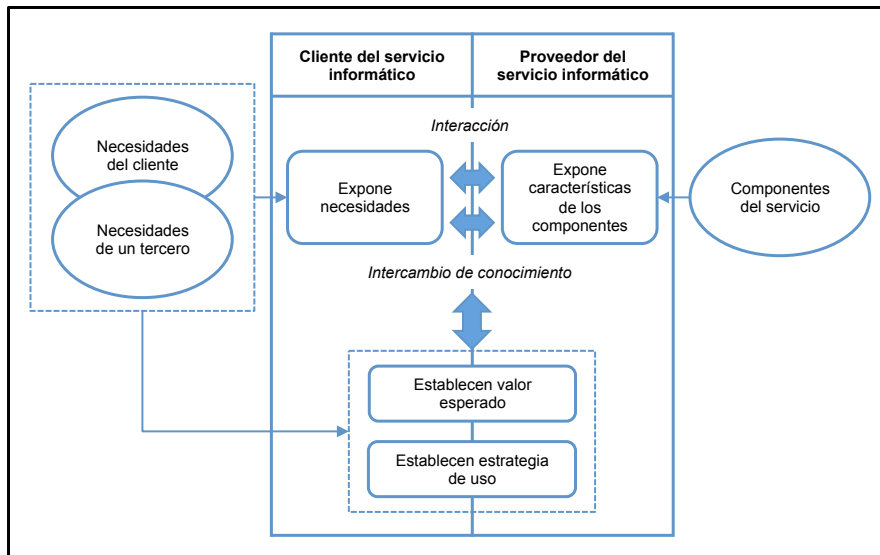 Cliente del servicio
informático
Proveedor del
servicio informático
Interacción
Necesidades
del cliente
Necesidades
de un tercero
Expone
necesidades
Expone
características
de los
componentes
Componentes
del servicio
Intercambio de conocimiento
Establecen valor
esperado
Establecen estrategia
de uso